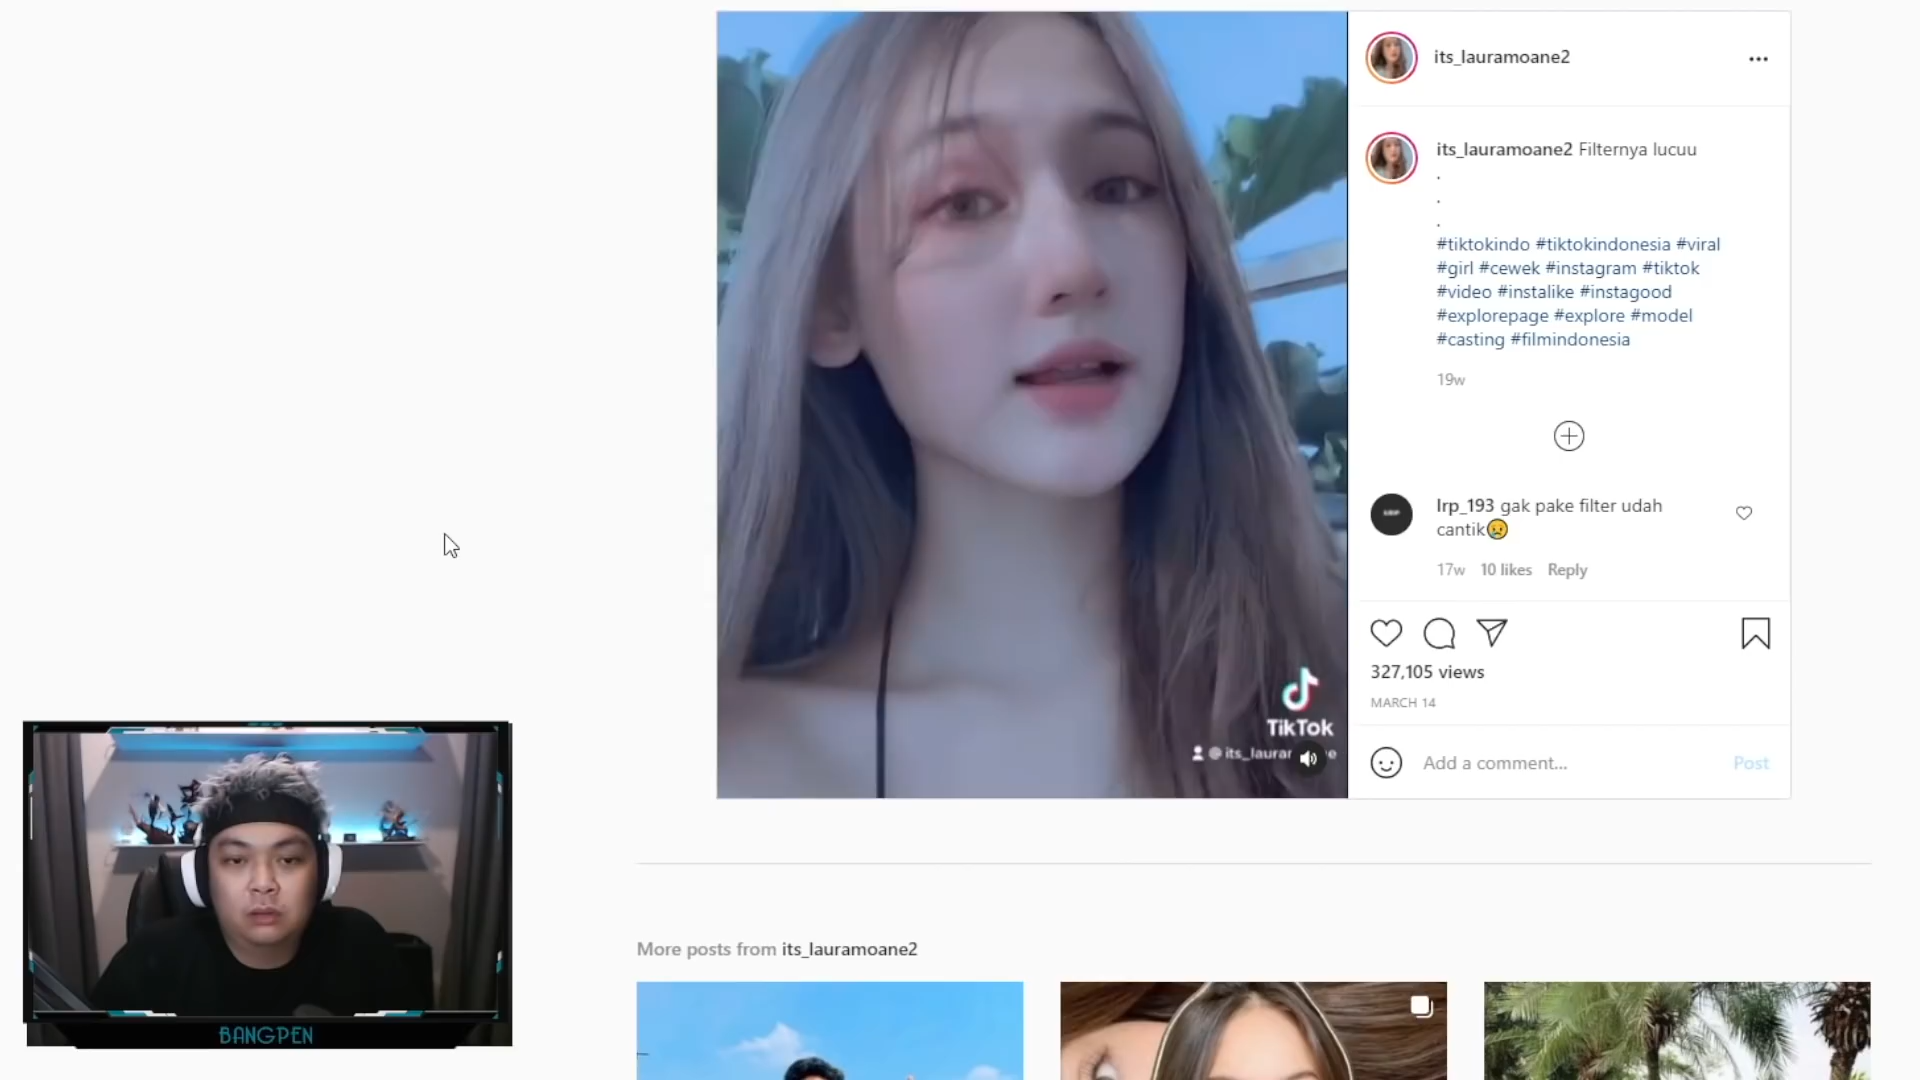 its_lauramoane2
its_lauramoane2 Filternya lucuu
.
.
.
#tiktokindo #tiktokindonesia #viral
#girl #cewek #instagram #tiktok
#video #instalike #instagood
#explorepage #explore #model
#casting #filmindonesia
19w
lrp_193 gak pake filter udah
cantik😥
17w 10 likes Reply
327,105 views
MARCH 14
Add a comment... Post
TikTok
@its_laura
BANGPEN
More posts from its_lauramoane2